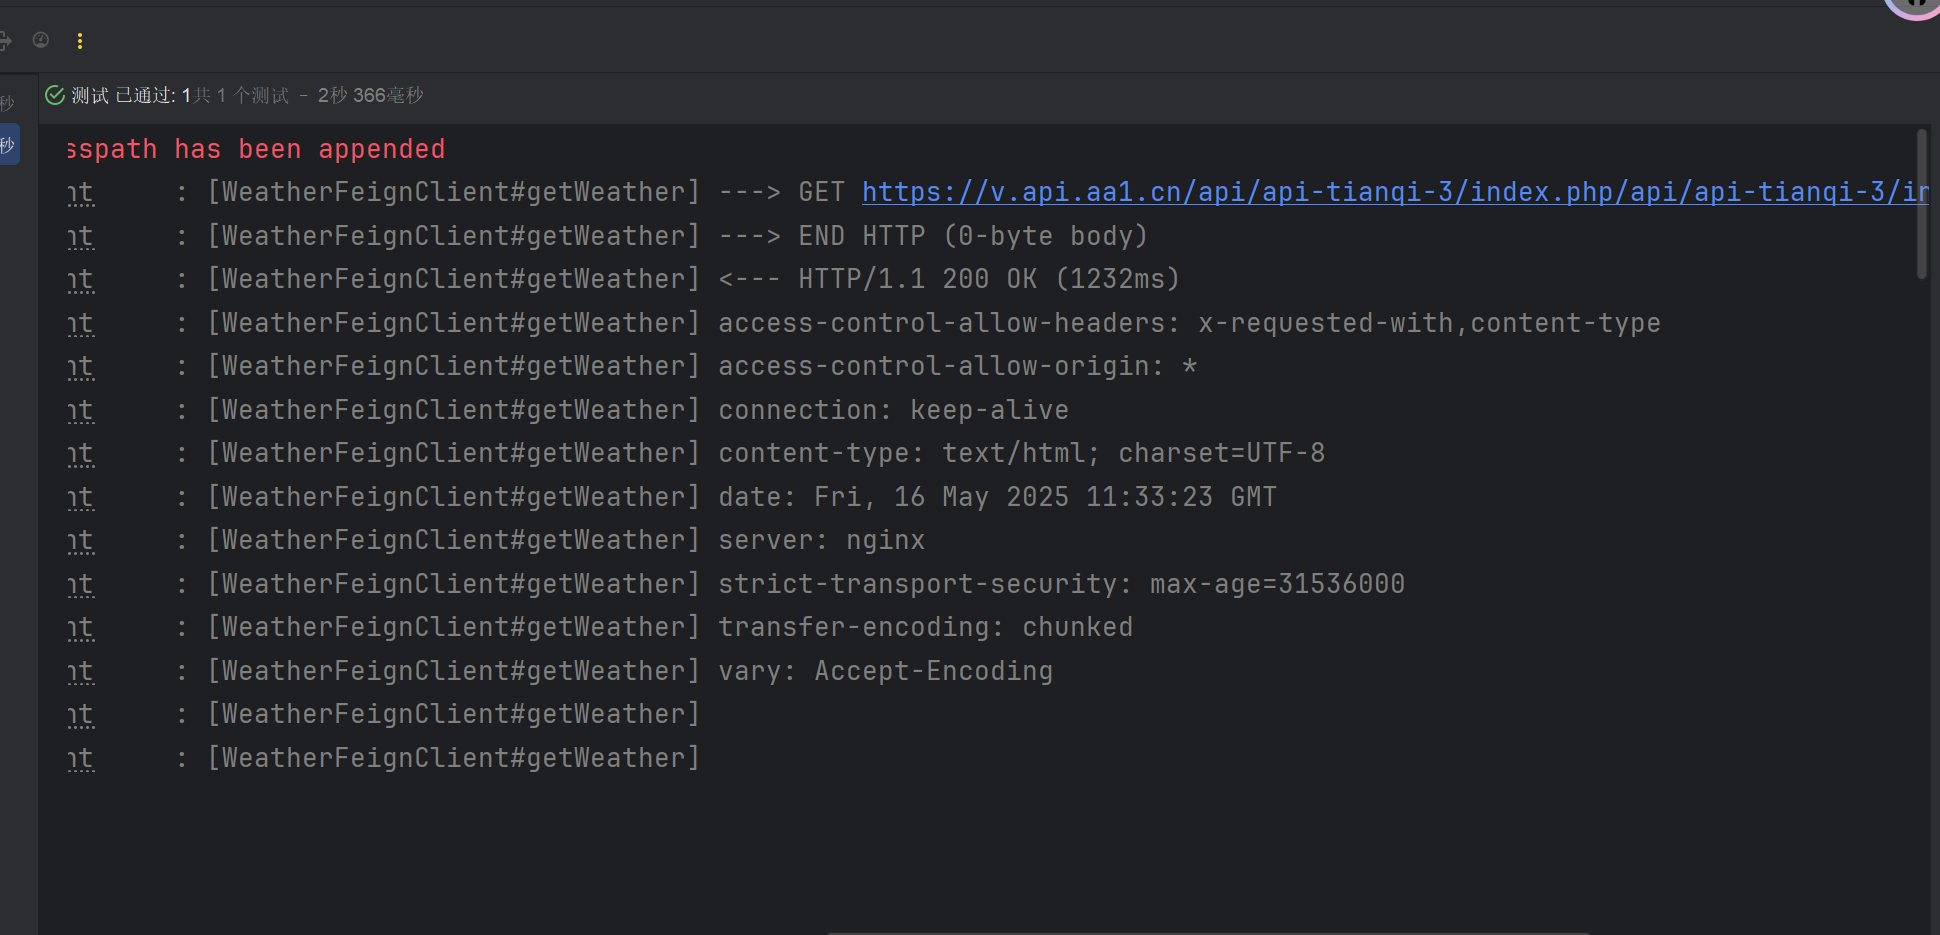 测试 已通过: 1共 1 个测试 – 2秒 366毫秒
秒
秒
sspath has been appended
nt : [WeatherFeignClient#getWeather] ---> GET https://v.api.aa1.cn/api/api-tianqi-3/index.php/api/api-tianqi-3/in
nt : [WeatherFeignClient#getWeather] ---> END HTTP (0-byte body)
nt : [WeatherFeignClient#getWeather] <--- HTTP/1.1 200 OK (1232ms)
nt : [WeatherFeignClient#getWeather] access-control-allow-headers: x-requested-with,content-type
nt : [WeatherFeignClient#getWeather] access-control-allow-origin: *
nt : [WeatherFeignClient#getWeather] connection: keep-alive
nt : [WeatherFeignClient#getWeather] content-type: text/html; charset=UTF-8
nt : [WeatherFeignClient#getWeather] date: Fri, 16 May 2025 11:33:23 GMT
nt : [WeatherFeignClient#getWeather] server: nginx
nt : [WeatherFeignClient#getWeather] strict-transport-security: max-age=31536000
nt : [WeatherFeignClient#getWeather] transfer-encoding: chunked
nt : [WeatherFeignClient#getWeather] vary: Accept-Encoding
nt : [WeatherFeignClient#getWeather]
nt : [WeatherFeignClient#getWeather]